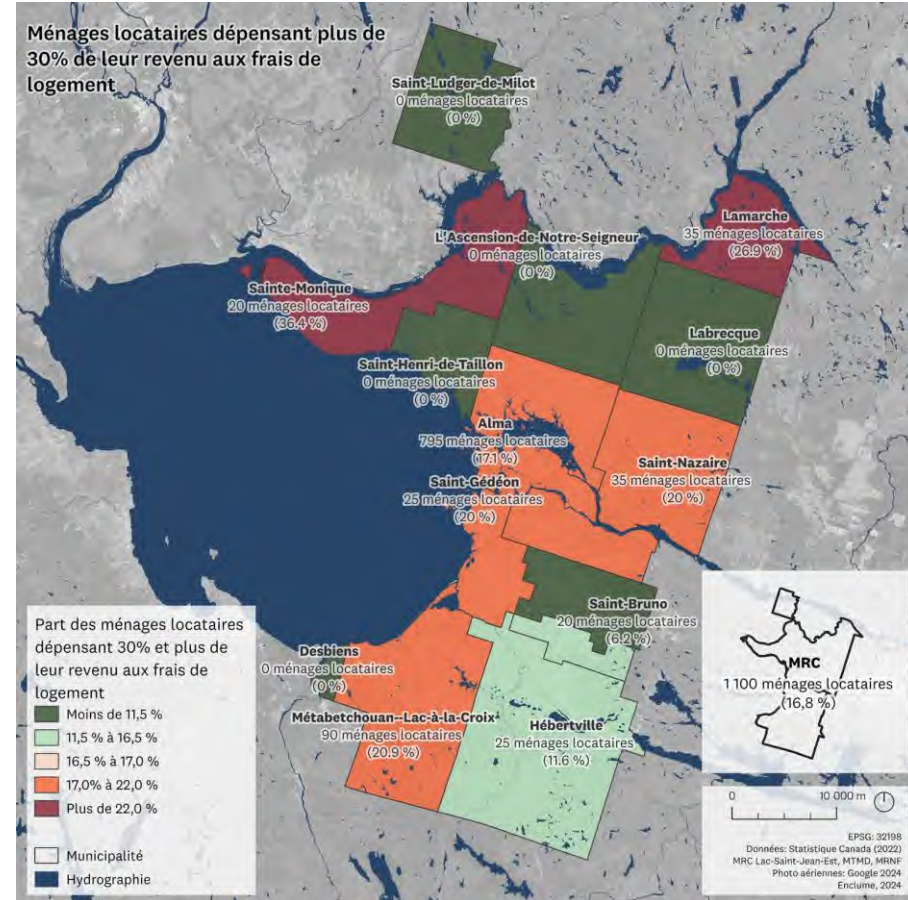 Ménages locataires dépensant plus de
30% de leur revenu aux frais de
logement
Saint-Ludger-de-Milot
0 ménages locataires
(0 %)
Lamarche
35 ménages locataires
(26.9 %)
L'Ascension-de-Notre-Seigneur
0 ménages locataires
(0 %)
Sainte-Monique
20 ménages locataires
(36.4 %)
Labrecque
0 ménages locataires
(0 %)
Saint-Henri-de-Taillon
0 ménages locataires
(0 %)
Alma
795 ménages locataires
(17.1 %)
Saint-Nazaire
35 ménages locataires
(20 %)
Saint-Gédéon
25 ménages locataires
(20 %)
Saint-Bruno
20 ménages locataires
(6.2 %)
Desbiens
0 ménages locataires
(0 %)
Métabetchouan--Lac-à-la-Croix
90 ménages locataires
(20.9 %)
Hébertville
25 ménages locataires
(11.6 %)
Part des ménages locataires
dépensant 30% et plus de
leur revenu aux frais de
logement
Moins de 11,5 %
11,5 % à 16,5 %
16,5 % à 17,0 %
17,0% à 22,0 %
Plus de 22,0 %
Municipalité
Hydrographie
MRC
1 100 ménages locataires
(16,8 %)
0 10 000 m
EPSG: 32198
Données: Statistique Canada (2022)
MRC Lac-Saint-Jean-Est, MTMD, MRNF
Photo aériennes: Google 2024
Enclume, 2024